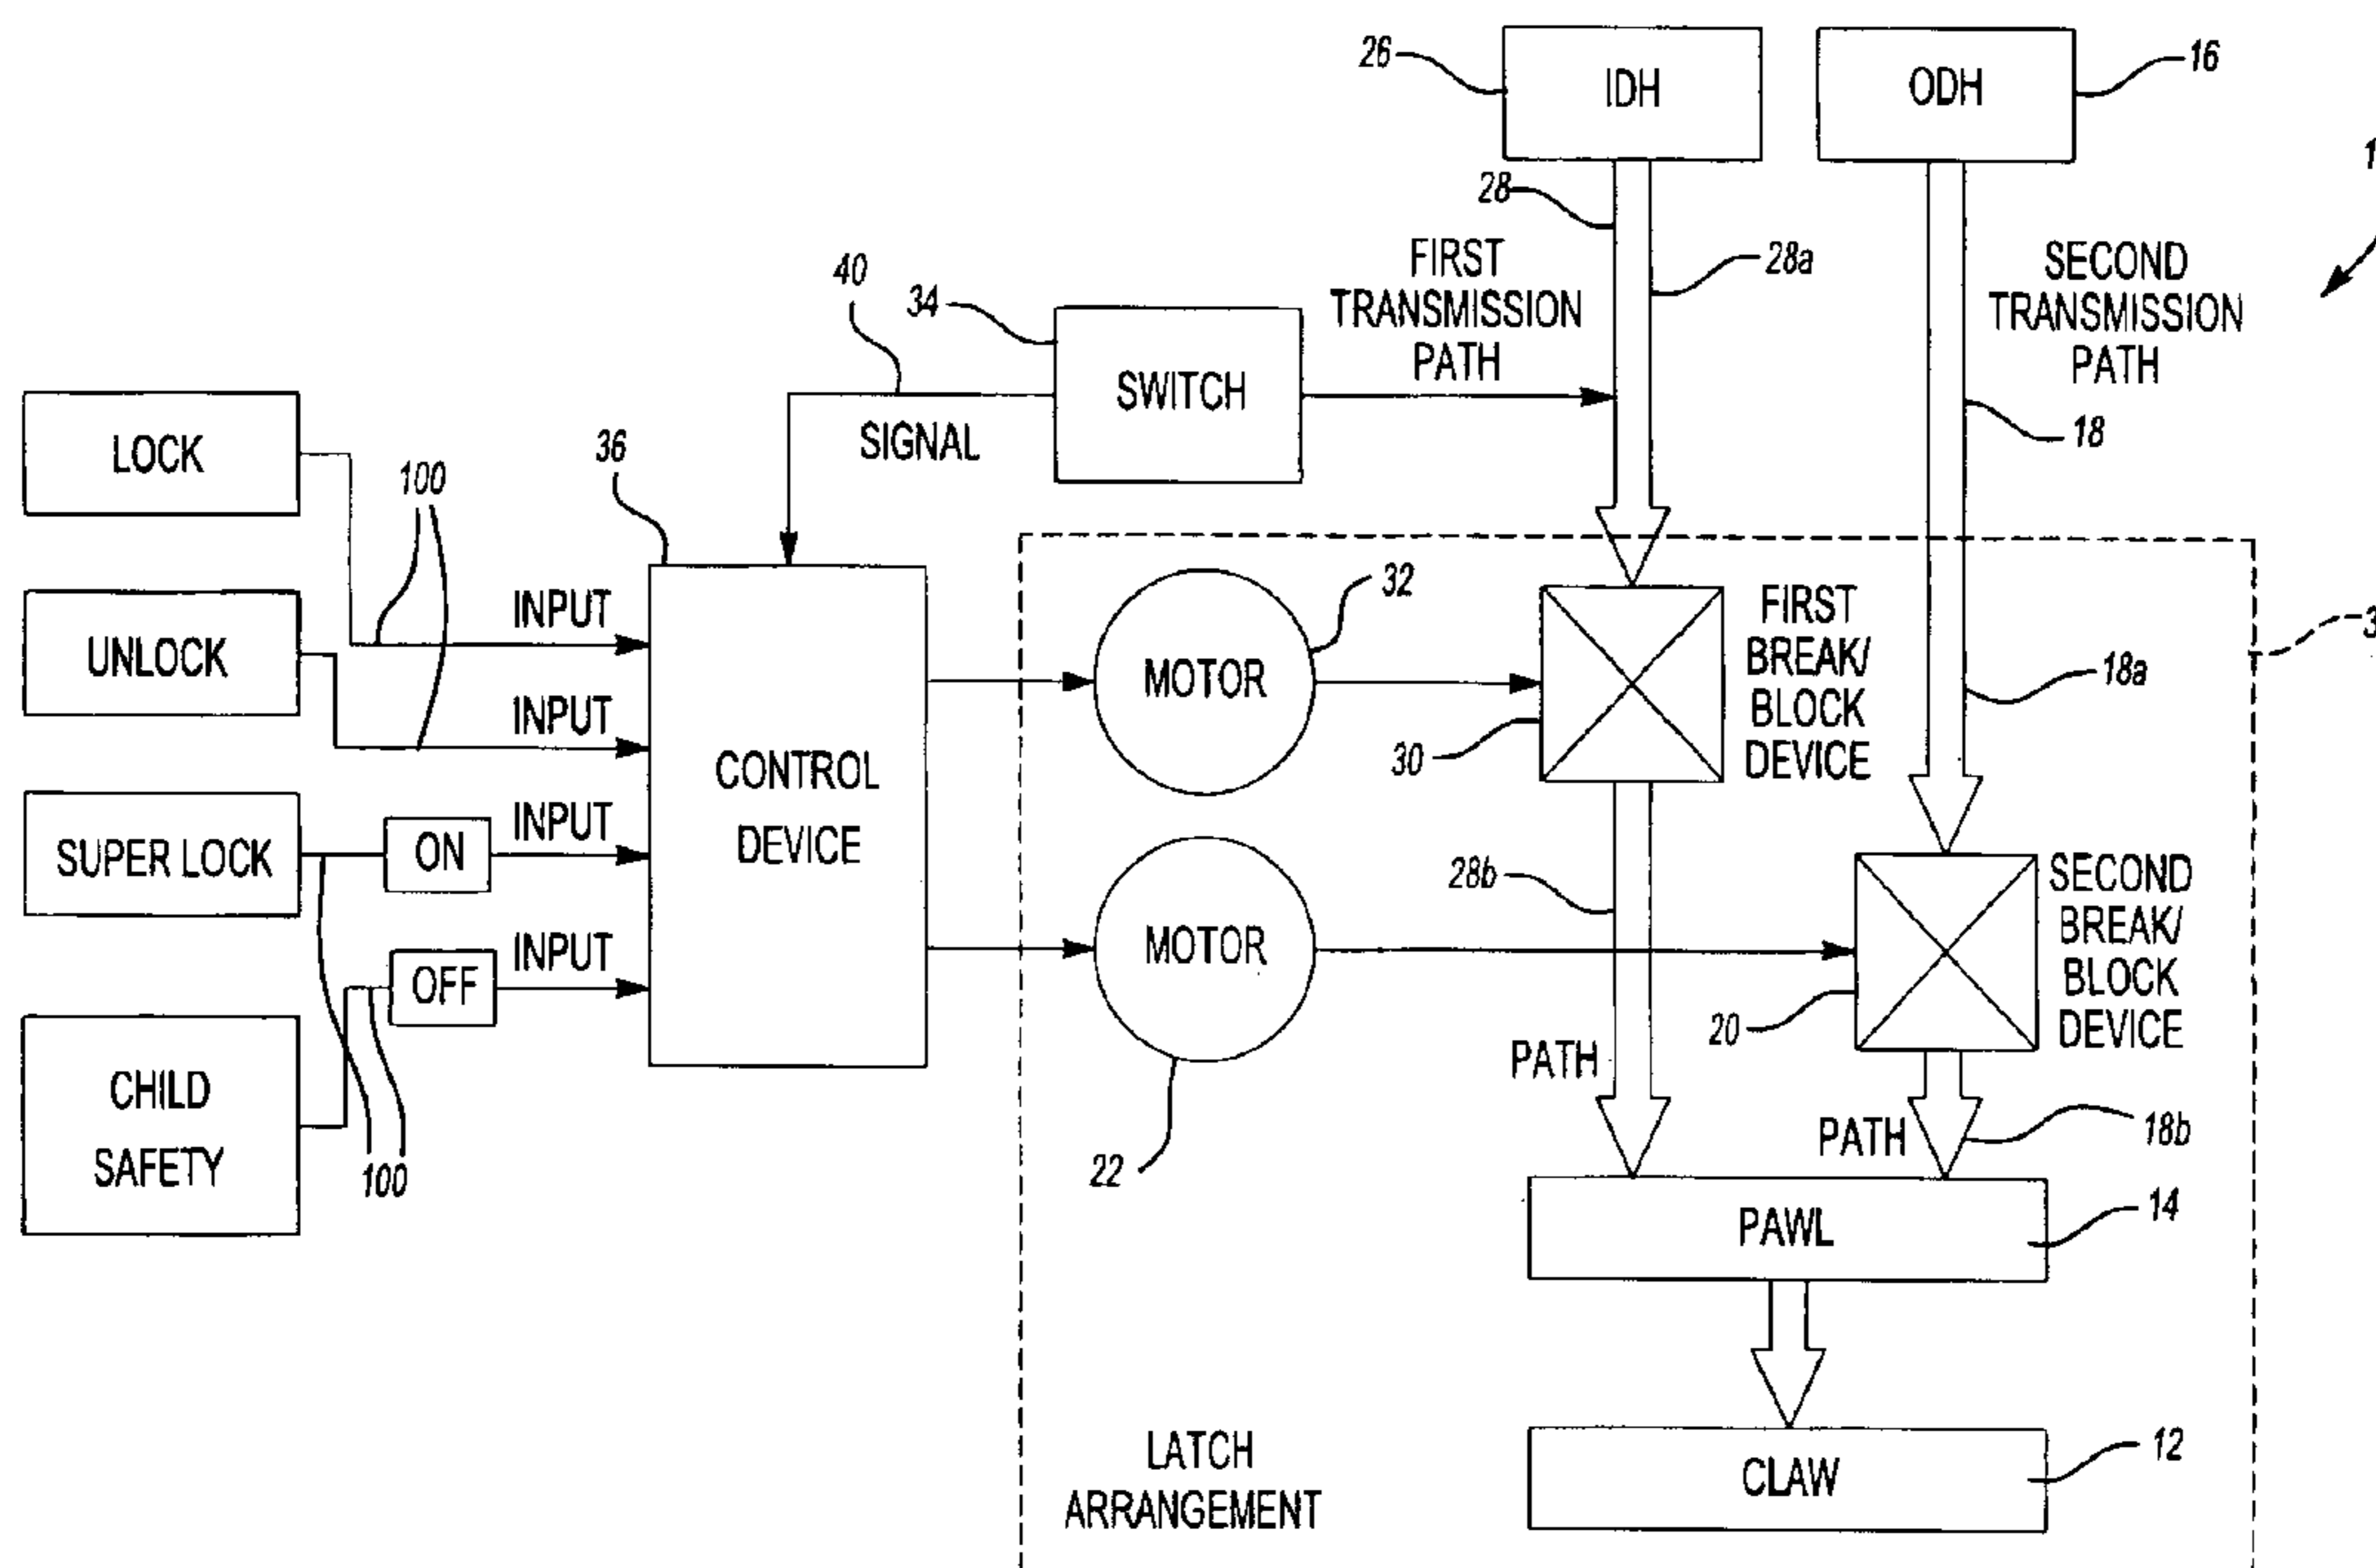 26
IDH
ODH
16
28
28a
FIRST
TRANSMISSION
PATH
SECOND
TRANSMISSION
PATH
18
40
34
SWITCH
SIGNAL
LOCK
100
36
INPUT
UNLOCK
INPUT
SUPER LOCK
ON
INPUT
CHILD
SAFETY
OFF
INPUT
100
CONTROL
DEVICE
MOTOR
32
30
FIRST
BREAK/
BLOCK
DEVICE
18a
MOTOR
22
28b
20
SECOND
BREAK/
BLOCK
DEVICE
PATH
PATH
18b
PAWL
14
CLAW
12
LATCH
ARRANGEMENT